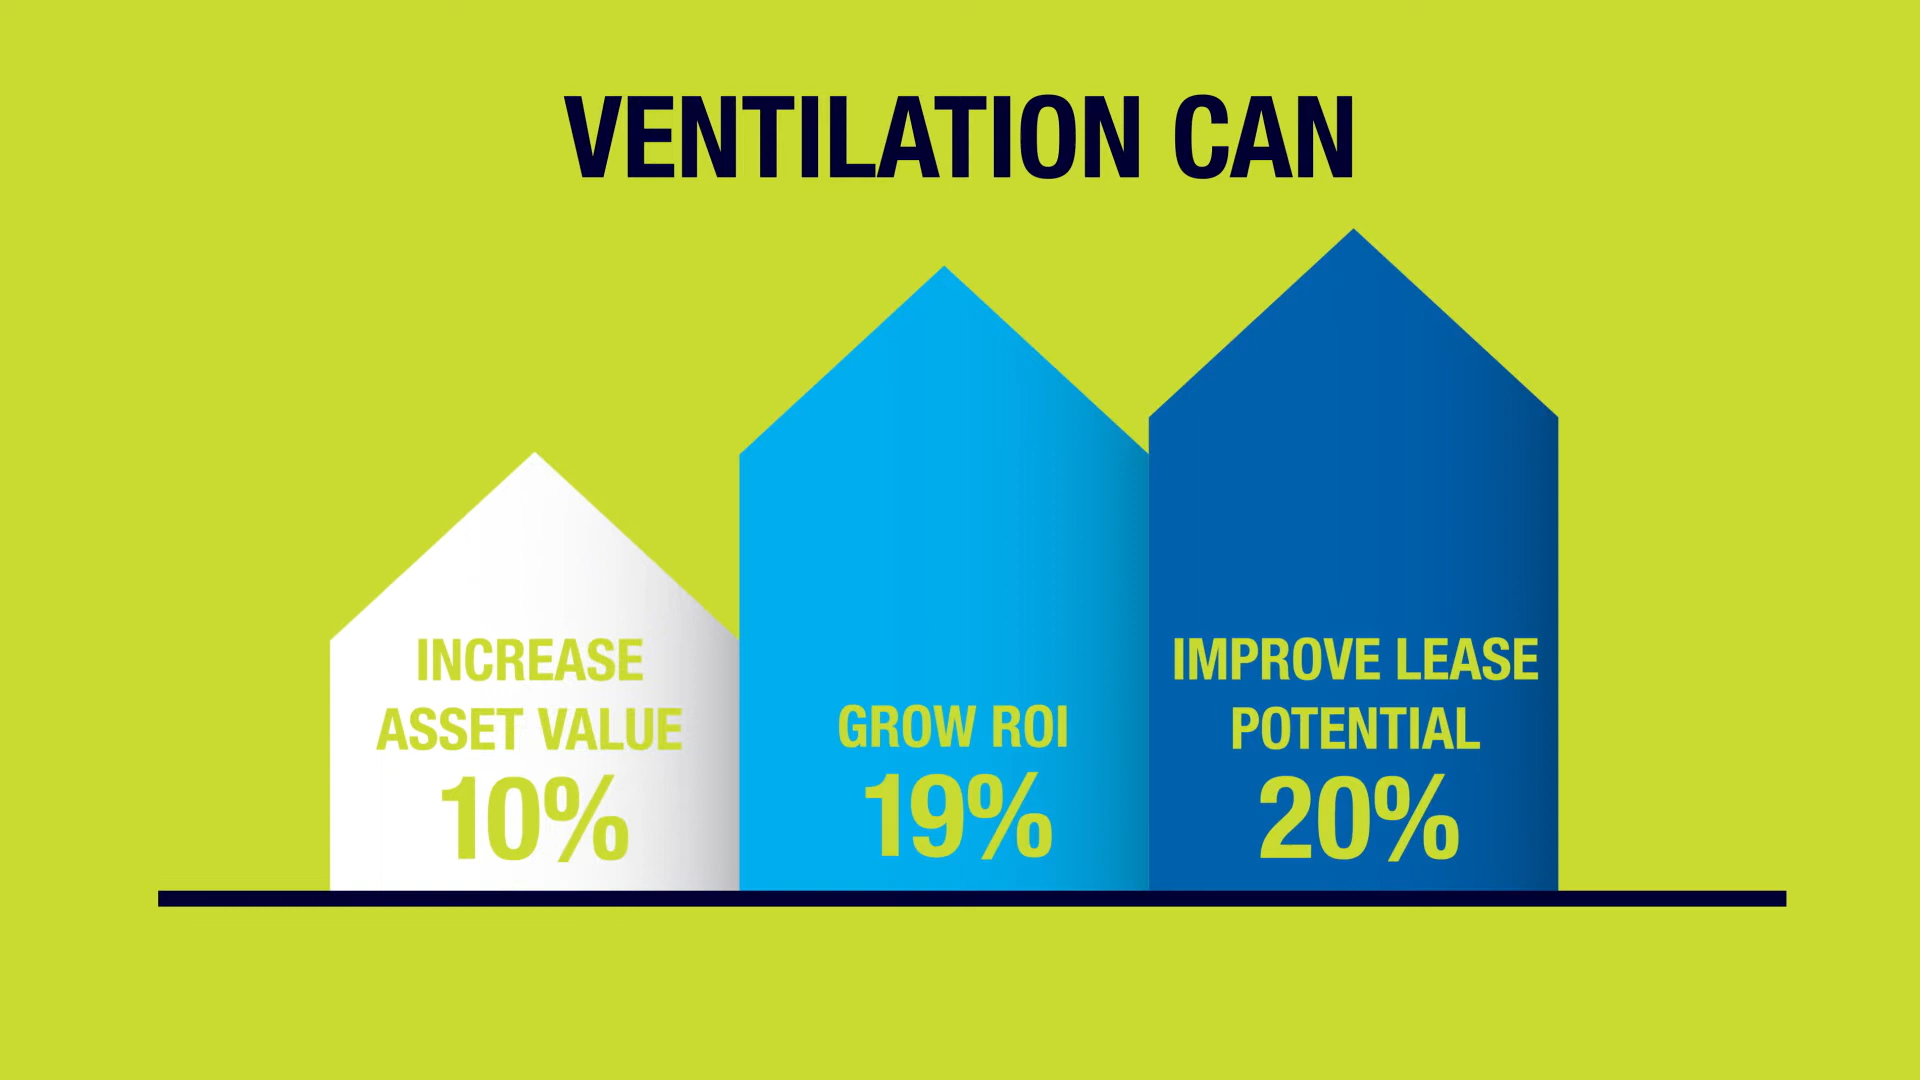 VENTILATION CAN
INCREASE
ASSET VALUE
10%
GROW ROI
19%
IMPROVE LEASE
POTENTIAL
20%